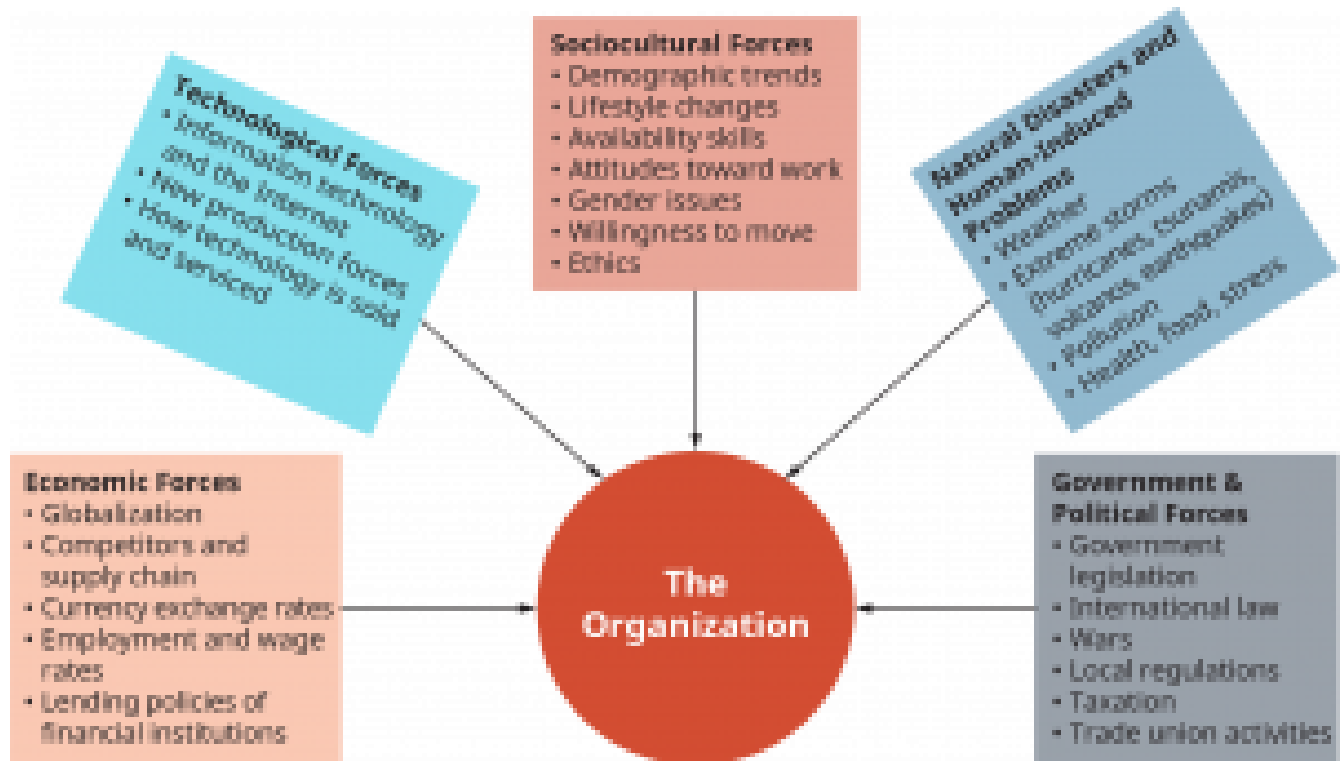 Technological Forces
• Information technology
and the Internet
• New production forces
• How technology is sold
and serviced
Sociocultural Forces
• Demographic trends
• Lifestyle changes
• Availability skills
• Attitudes toward work
• Gender issues
• Willingness to move
• Ethics
Natural Disasters and
Human-Induced
Problems
• Weather
• Extreme storms
(hurricanes, tsunamis,
volcanos, earthquakes)
• Pollution
• Health, food, stress
Economic Forces
• Globalization
• Competitors and
supply chain
• Currency exchange rates
• Employment and wage
rates
• Lending policies of
financial institutions
The
Organization
Government &
Political Forces
• Government
legislation
• International law
• Wars
• Local regulations
• Taxation
• Trade union activities